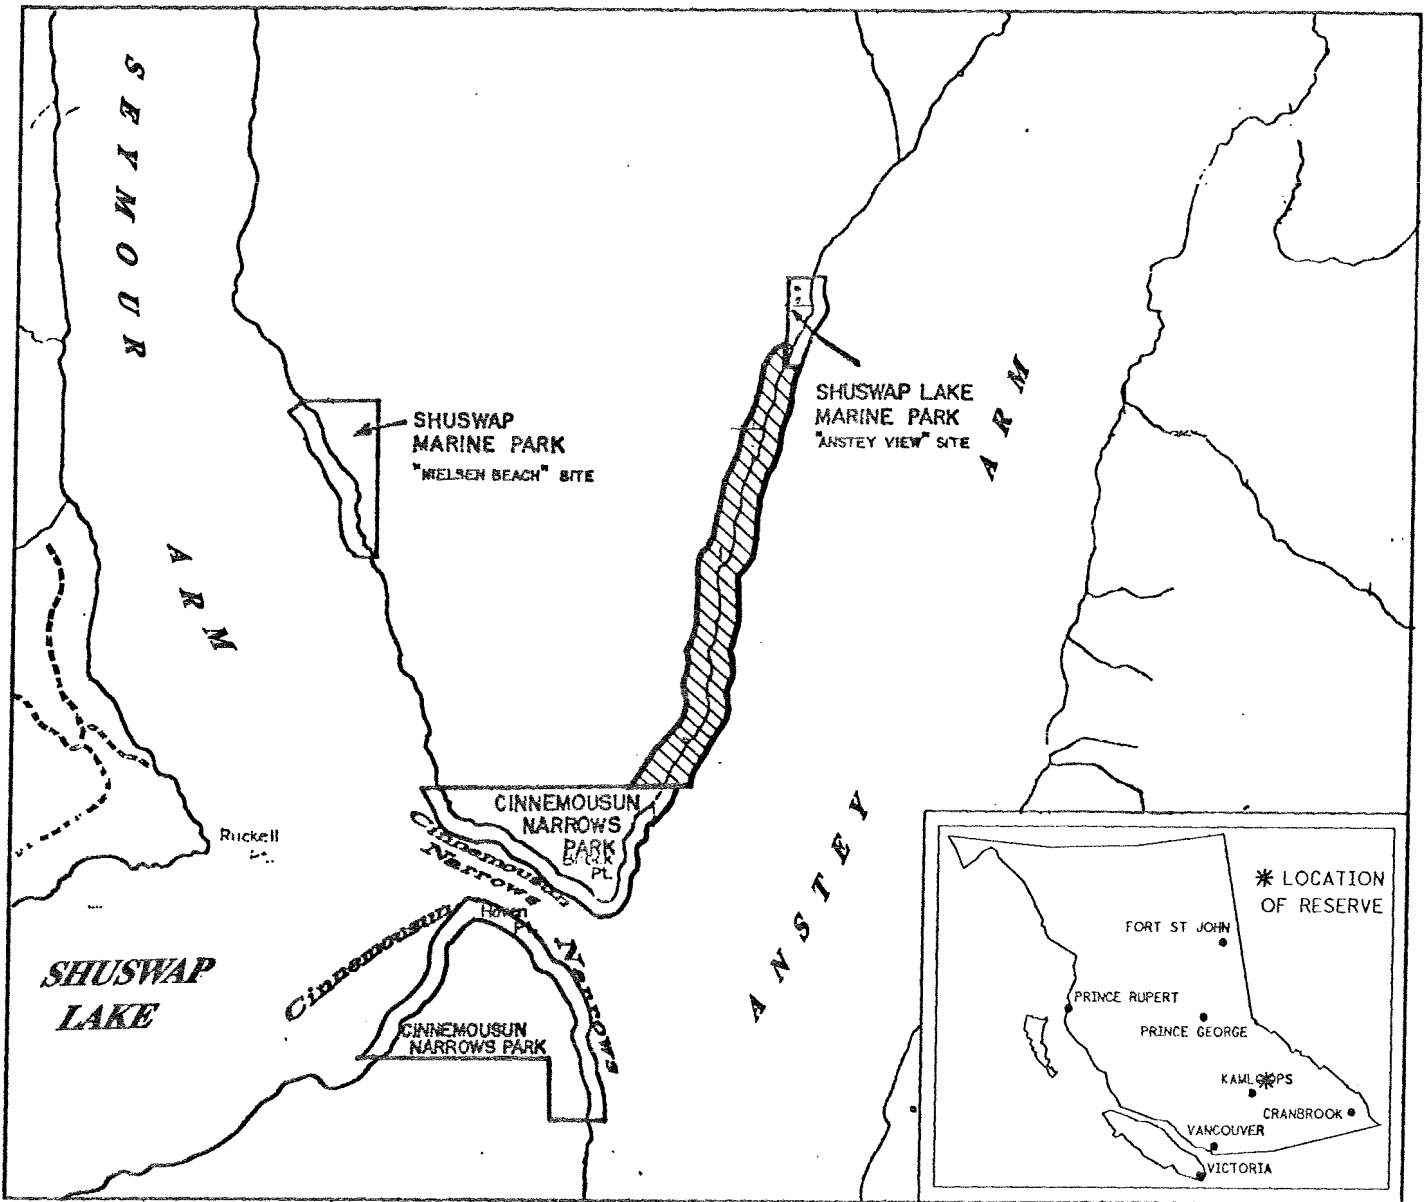 SEYMOUR
ARM
SHUSWAP
MARINE PARK
"NIELSEN BEACH" SITE
SHUSWAP LAKE
MARINE PARK
"ANSTEY VIEW" SITE
ANSTEY
ARM
Ruckell
CINNEMOUSUN
NARROWS
PARK
Pt.
Cinnemousun
Narrows
Cinnemousun
Narrows
SHUSWAP
LAKE
CINNEMOUSUN
NARROWS PARK
✳ LOCATION
OF RESERVE
FORT ST JOHN
PRINCE RUPERT
PRINCE GEORGE
KAMLOOPS
CRANBROOK
VANCOUVER
VICTORIA